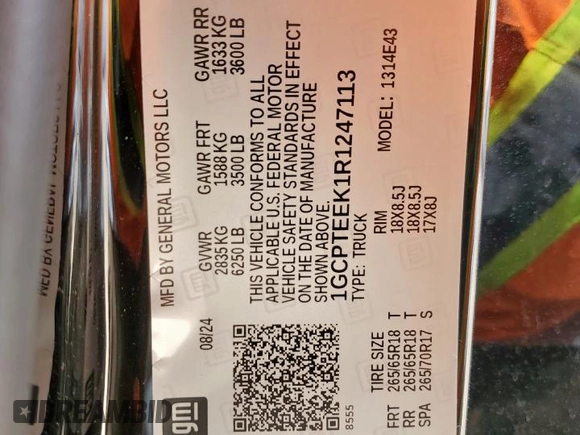 MFD BY GENERAL MOTORS LLC
08/24
GVWR GAWR FRT GAWR RR
2835 KG 1588 KG 1633 KG
6250 LB 3500 LB 3600 LB
THIS VEHICLE CONFORMS TO ALL
APPLICABLE U.S. FEDERAL MOTOR
VEHICLE SAFETY STANDARDS IN EFFECT
ON THE DATE OF MANUFACTURE
SHOWN ABOVE.
1GCPTEEK1R1247113
TYPE: TRUCK MODEL: 1314E43
gm
8555
TIRE SIZE RIM
FRT 265/65R18 T 18X8.5J
RR 265/65R18 T 18X8.5J
SPA 265/70R17 S 17X8J
DREAMBID